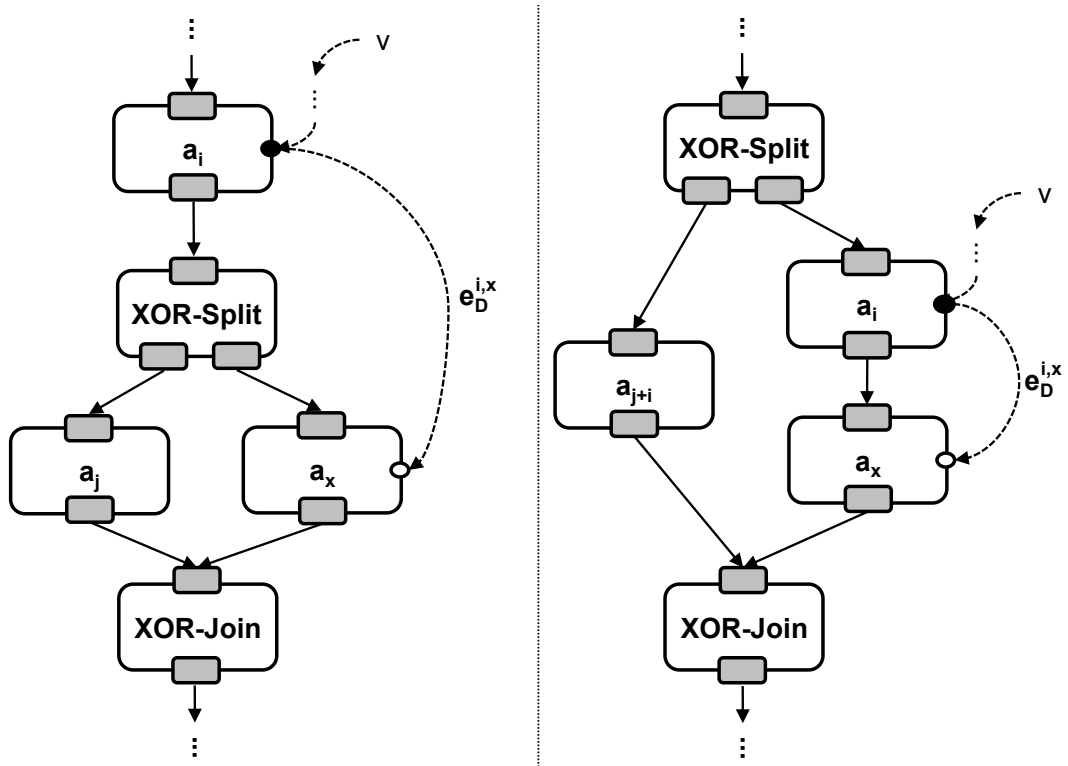 ⋮
V
⋮
a_i
XOR-Split
e_D^{i,x}
a_j
a_x
XOR-Join
⋮
⋮
XOR-Split
V
⋮
a_i
a_{j+i}
e_D^{i,x}
a_x
XOR-Join
⋮